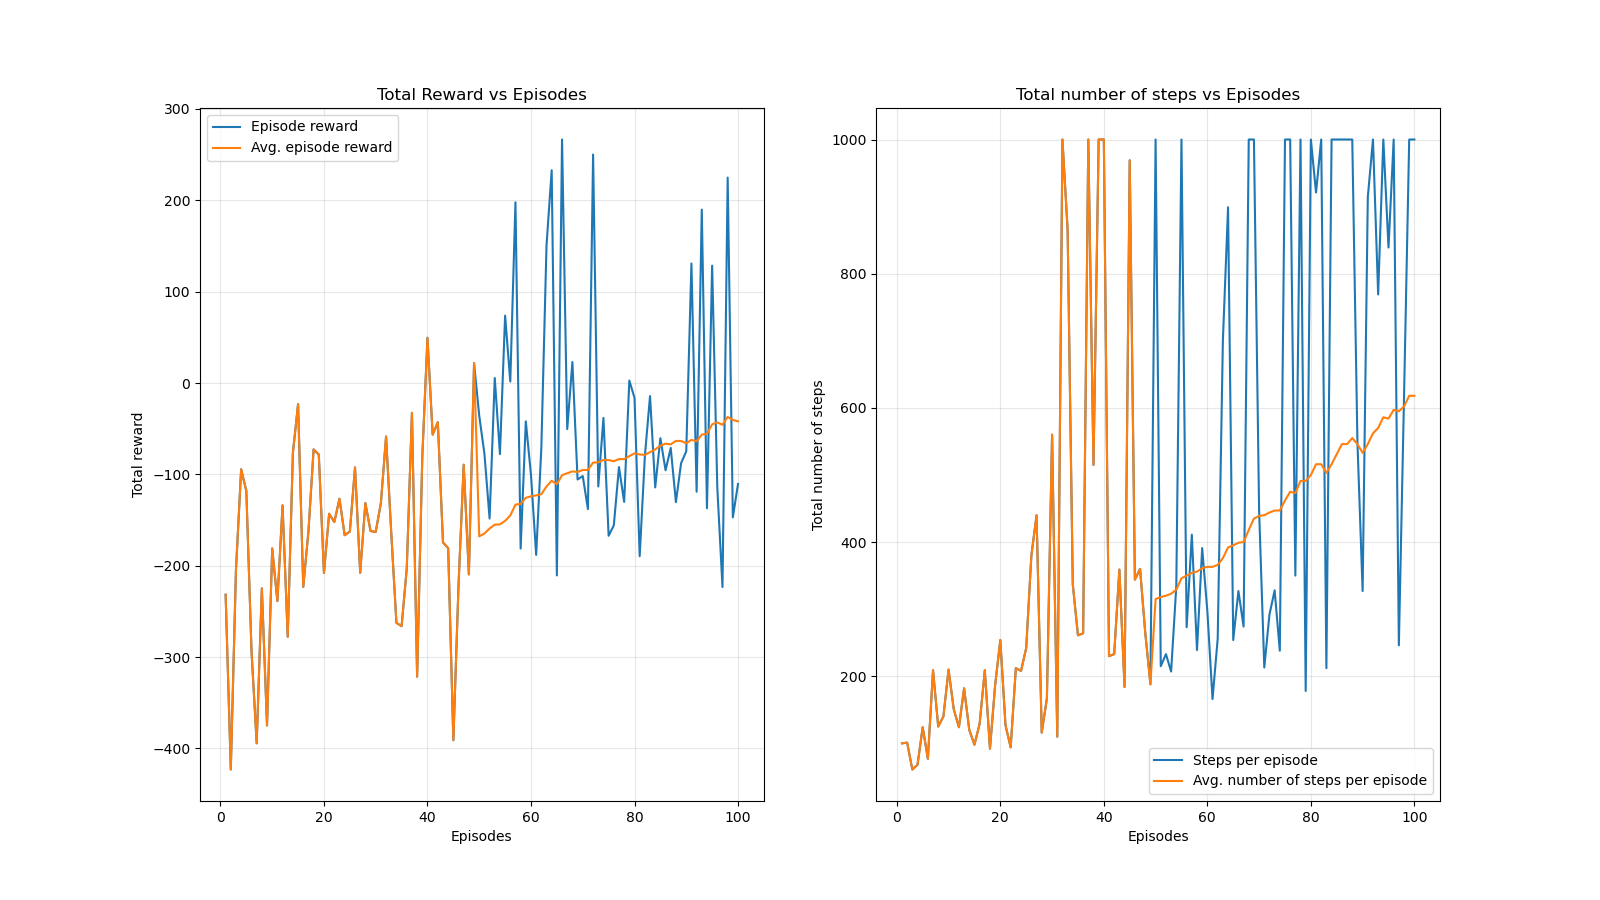 Total Reward vs Episodes
Episode reward
Avg. episode reward
300
200
100
0
−100
−200
−300
−400
Total reward
0
20
40
60
80
100
Episodes
Total number of steps vs Episodes
1000
800
600
400
200
Total number of steps
Steps per episode
Avg. number of steps per episode
0
20
40
60
80
100
Episodes